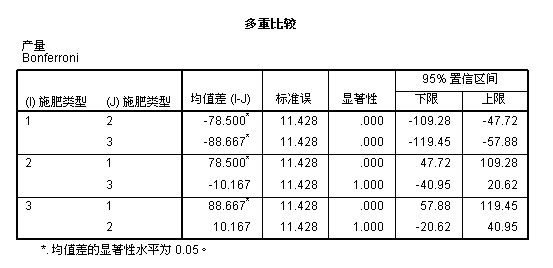 多重比较
产量
Bonferroni
95% 置信区间
(I) 施肥类型 (J) 施肥类型 均值差 (I-J) 标准误 显著性 下限 上限
1 2 -78.500* 11.428 .000 -109.28 -47.72
3 -88.667* 11.428 .000 -119.45 -57.88
2 1 78.500* 11.428 .000 47.72 109.28
3 -10.167 11.428 1.000 -40.95 20.62
3 1 88.667* 11.428 .000 57.88 119.45
2 10.167 11.428 1.000 -20.62 40.95
*. 均值差的显著性水平为 0.05。